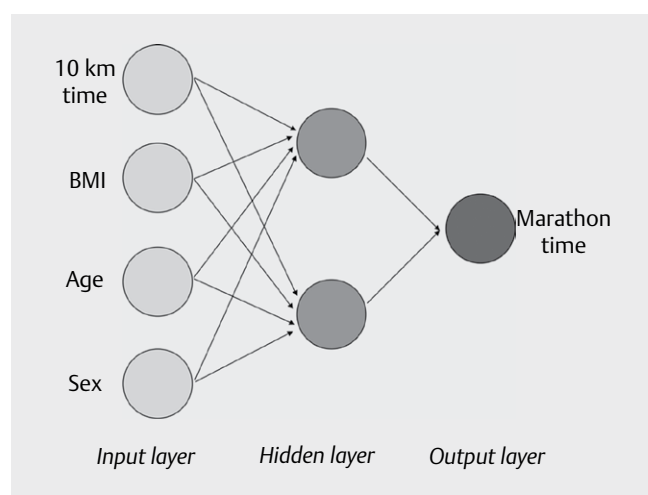 10 km
time
BMI
Age
Sex
Marathon
time
Input layer
Hidden layer
Output layer